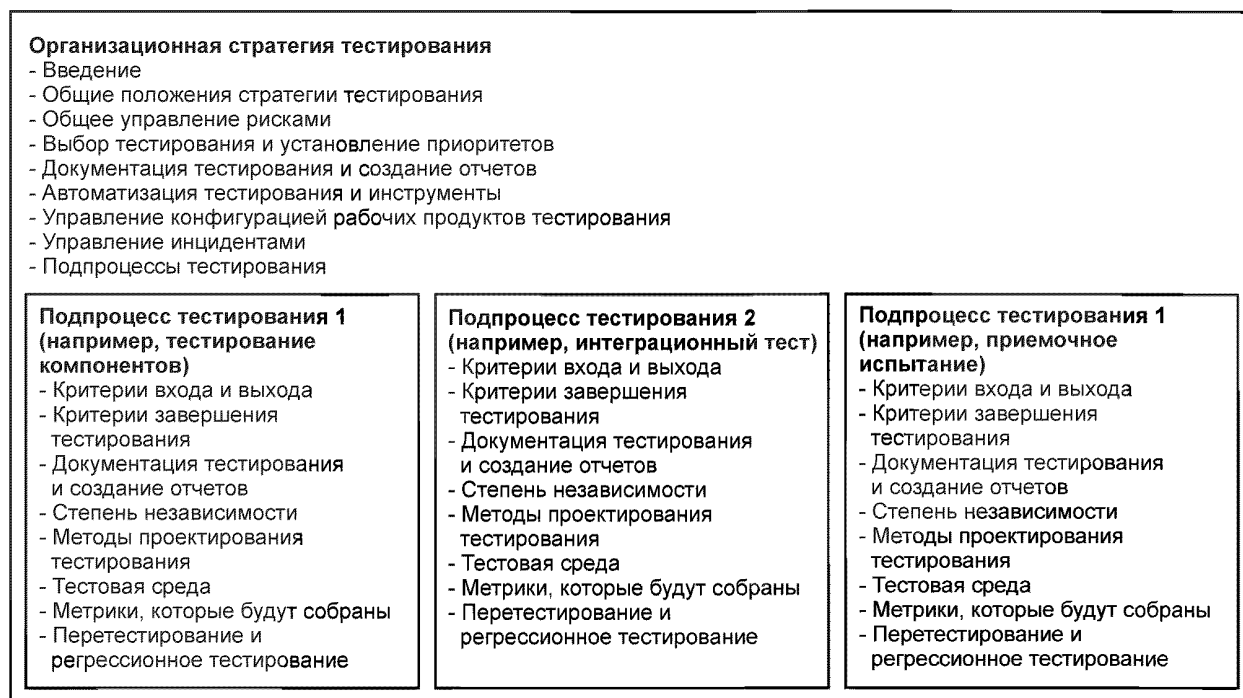 Организационная стратегия тестирования
- Введение
- Общие положения стратегии тестирования
- Общее управление рисками
- Выбор тестирования и установление приоритетов
- Документация тестирования и создание отчетов
- Автоматизация тестирования и инструменты
- Управление конфигурацией рабочих продуктов тестирования
- Управление инцидентами
- Подпроцессы тестирования
Подпроцесс тестирования 1
(например, тестирование
компонентов)
- Критерии входа и выхода
- Критерии завершения
тестирования
- Документация тестирования
и создание отчетов
- Степень независимости
- Методы проектирования
тестирования
- Тестовая среда
- Метрики, которые будут собраны
- Перетестирование и
регрессионное тестирование
Подпроцесс тестирования 2
(например, интеграционный тест)
- Критерии входа и выхода
- Критерии завершения
тестирования
- Документация тестирования
и создание отчетов
- Степень независимости
- Методы проектирования
тестирования
- Тестовая среда
- Метрики, которые будут собраны
- Перетестирование и
регрессионное тестирование
Подпроцесс тестирования 1
(например, приемочное
испытание)
- Критерии входа и выхода
- Критерии завершения
тестирования
- Документация тестирования
и создание отчетов
- Степень независимости
- Методы проектирования
тестирования
- Тестовая среда
- Метрики, которые будут собраны
- Перетестирование и
регрессионное тестирование